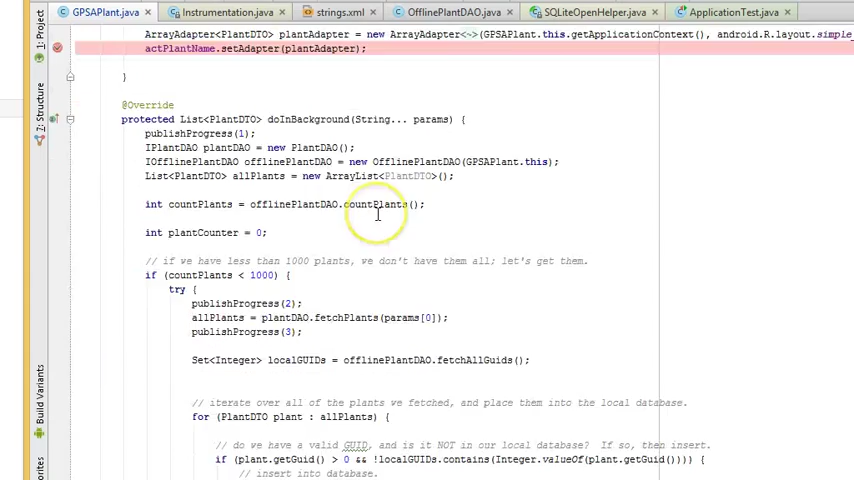 GPSAPlant.java
Instrumentation.java
strings.xml
OfflinePlantDAO.java
SQLiteOpenHelper.java
ApplicationTest.java
1: Project
7: Structure
Build Variants
ArrayAdapter<PlantDTO> plantAdapter = new ArrayAdapter<~>(GPSAPlant.this.getApplicationContext(), android.R.layout.simple_
actPlantName.setAdapter(plantAdapter);
}
@Override
protected List<PlantDTO> doInBackground(String... params) {
publishProgress(1);
IPlantDAO plantDAO = new PlantDAO();
IOfflinePlantDAO offlinePlantDAO = new OfflinePlantDAO(GPSAPlant.this);
List<PlantDTO> allPlants = new ArrayList<PlantDTO>();
int countPlants = offlinePlantDAO.countPlants();
int plantCounter = 0;
// if we have less than 1000 plants, we don't have them all; let's get them.
if (countPlants < 1000) {
try {
publishProgress(2);
allPlants = plantDAO.fetchPlants(params[0]);
publishProgress(3);
Set<Integer> localGUIDs = offlinePlantDAO.fetchAllGuids();
// iterate over all of the plants we fetched, and place them into the local database.
for (PlantDTO plant : allPlants) {
// do we have a valid GUID, and is it NOT in our local database?  If so, then insert.
if (plant.getGuid() > 0 && !localGUIDs.contains(Integer.valueOf(plant.getGuid()))) {
// insert into database.